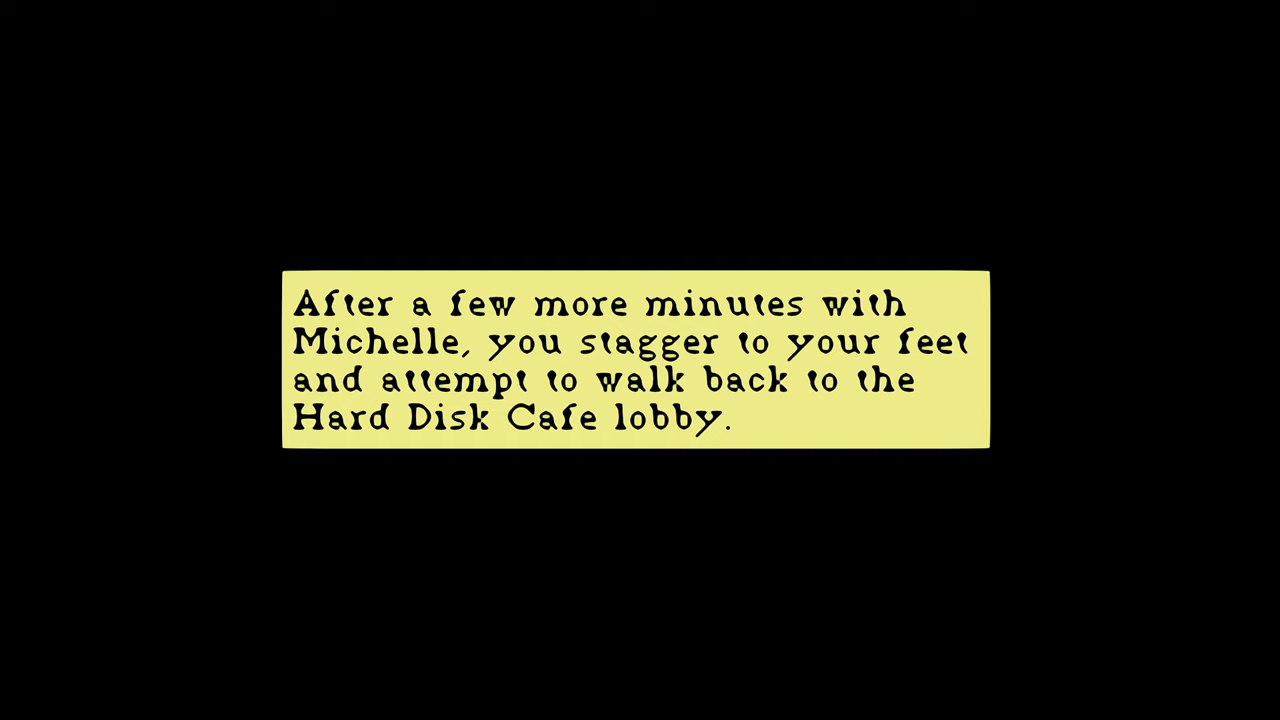 After a few more minutes with
Michelle, you stagger to your feet
and attempt to walk back to the
Hard Disk Cafe lobby.